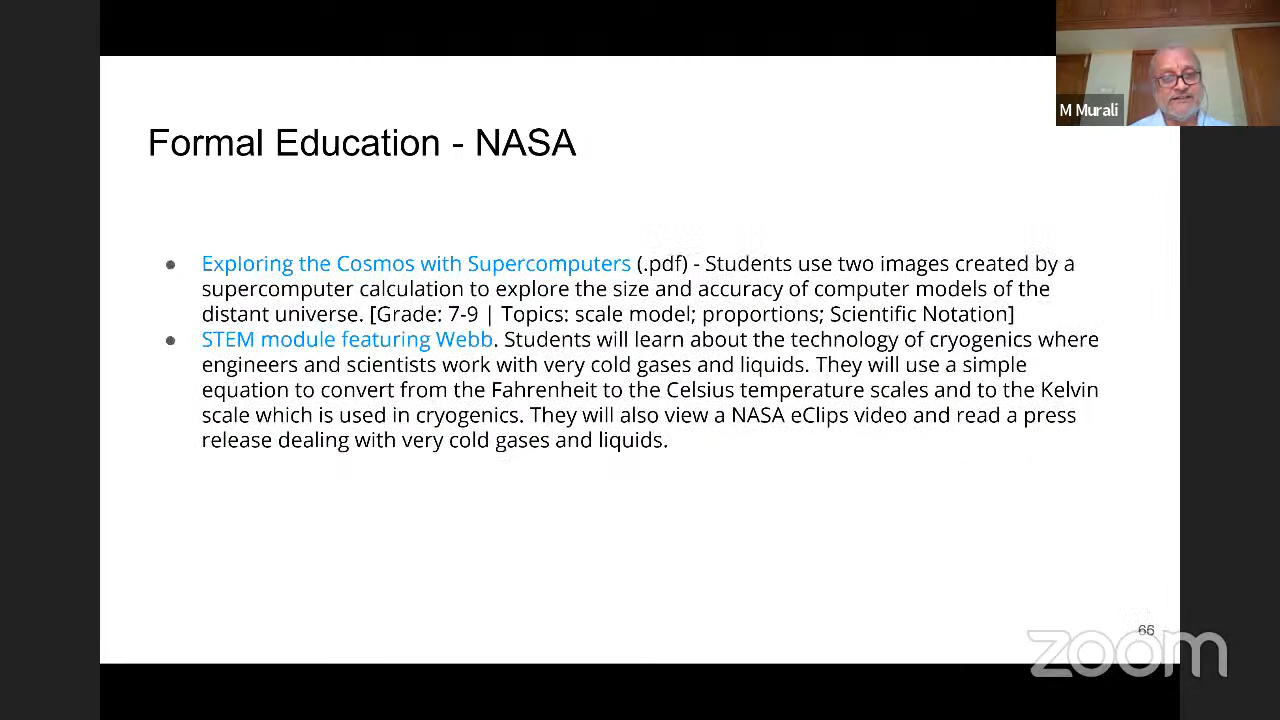 M Murali
Formal Education - NASA
Exploring the Cosmos with Supercomputers (.pdf) - Students use two images created by a
supercomputer calculation to explore the size and accuracy of computer models of the
distant universe. [Grade: 7-9 | Topics: scale model; proportions; Scientific Notation]
STEM module featuring Webb. Students will learn about the technology of cryogenics where
engineers and scientists work with very cold gases and liquids. They will use a simple
equation to convert from the Fahrenheit to the Celsius temperature scales and to the Kelvin
scale which is used in cryogenics. They will also view a NASA eClips video and read a press
release dealing with very cold gases and liquids.
66
zoom